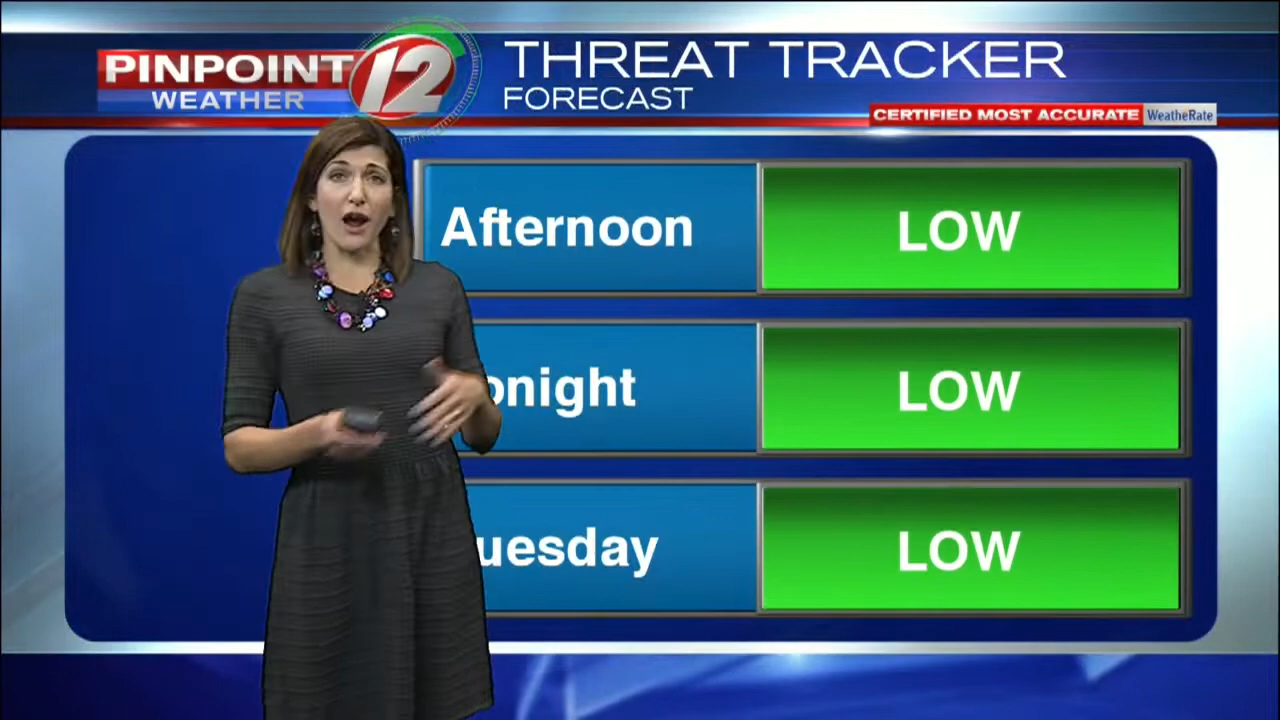 PINPOINT 12
WEATHER
THREAT TRACKER
FORECAST
CERTIFIED MOST ACCURATE WeatheRate
Afternoon LOW
onight LOW
uesday LOW